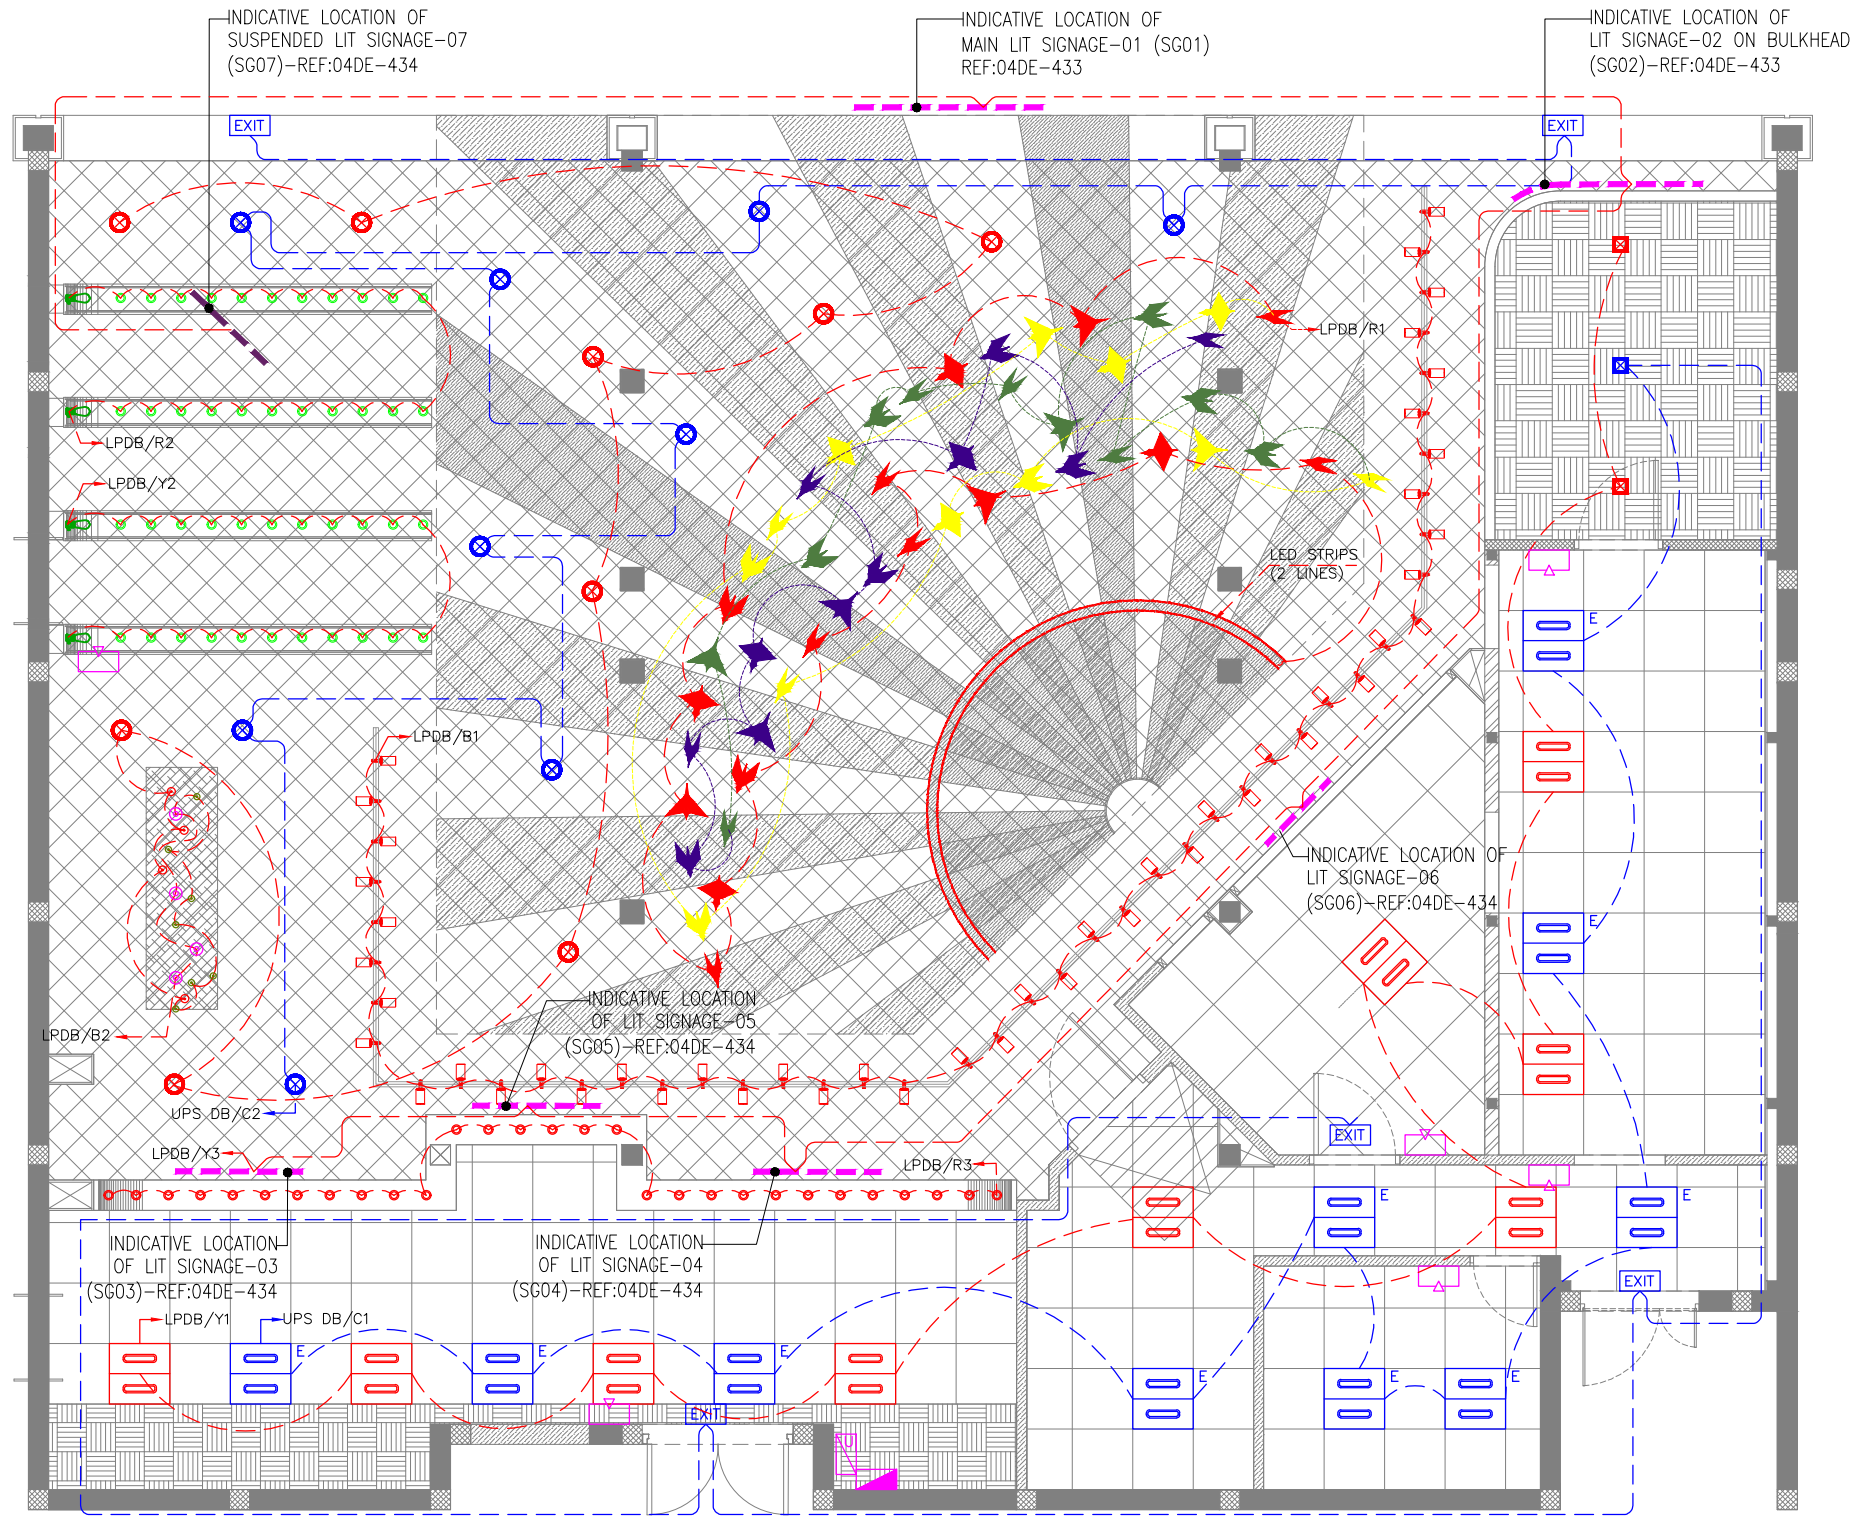 INDICATIVE LOCATION OF
SUSPENDED LIT SIGNAGE-07
(SG07)-REF:04DE-434
INDICATIVE LOCATION OF
MAIN LIT SIGNAGE-01 (SG01)
REF:04DE-433
INDICATIVE LOCATION OF
LIT SIGNAGE-02 ON BULKHEAD
(SG02)-REF:04DE-433
EXIT
EXIT
LPDB/R1
LPDB/R2
LPDB/Y2
LED STRIPS
(2 LINES)
E
LPDB/B1
INDICATIVE LOCATION OF
LIT SIGNAGE-06
(SG06)-REF:04DE-434
E
INDICATIVE LOCATION
OF LIT SIGNAGE-05
(SG05)-REF:04DE-434
LPDB/B2
UPS DB/C2
EXIT
LPDB/Y3
LPDB/R3
E
E
INDICATIVE LOCATION
OF LIT SIGNAGE-03
(SG03)-REF:04DE-434
INDICATIVE LOCATION
OF LIT SIGNAGE-04
(SG04)-REF:04DE-434
EXIT
LPDB/Y1
UPS DB/C1
E
E
E
E
E
E
EXIT
U